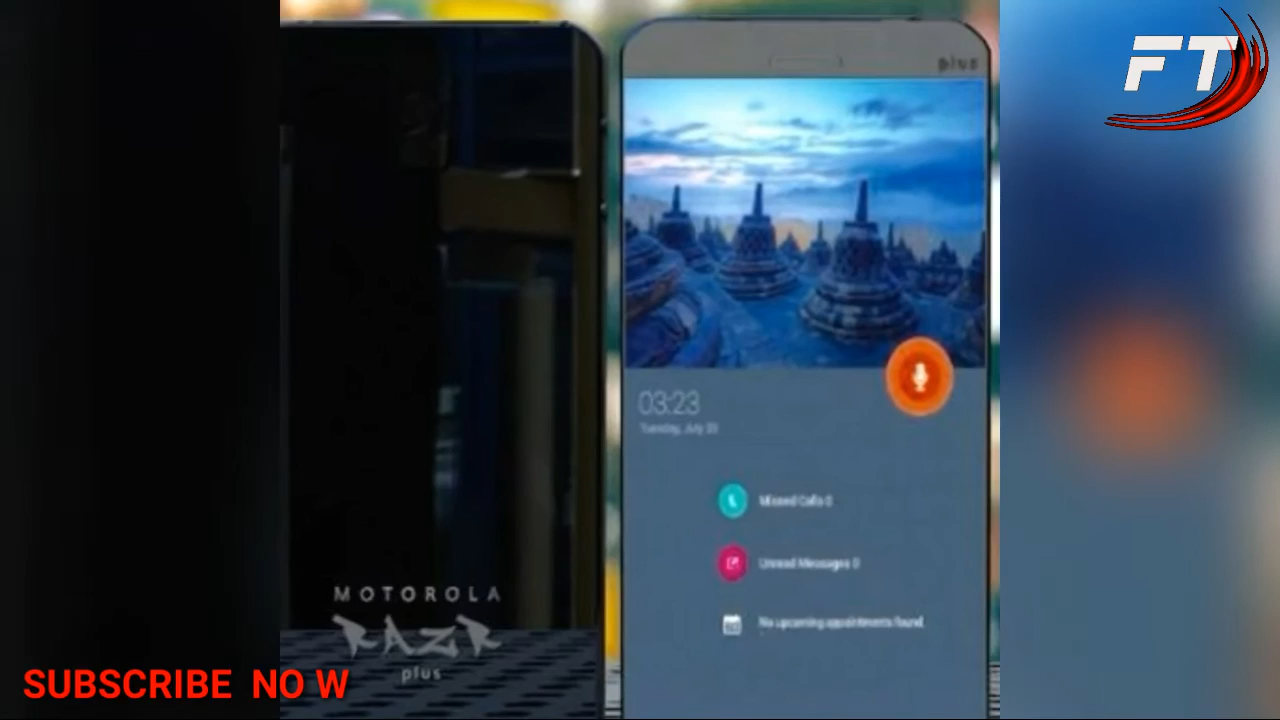 FT
plus
03:23
Tuesday, July
Missed Calls 0
Unread Messages 0
No upcoming appointments found.
MOTOROLA
RAZR
plus
SUBSCRIBE NO W